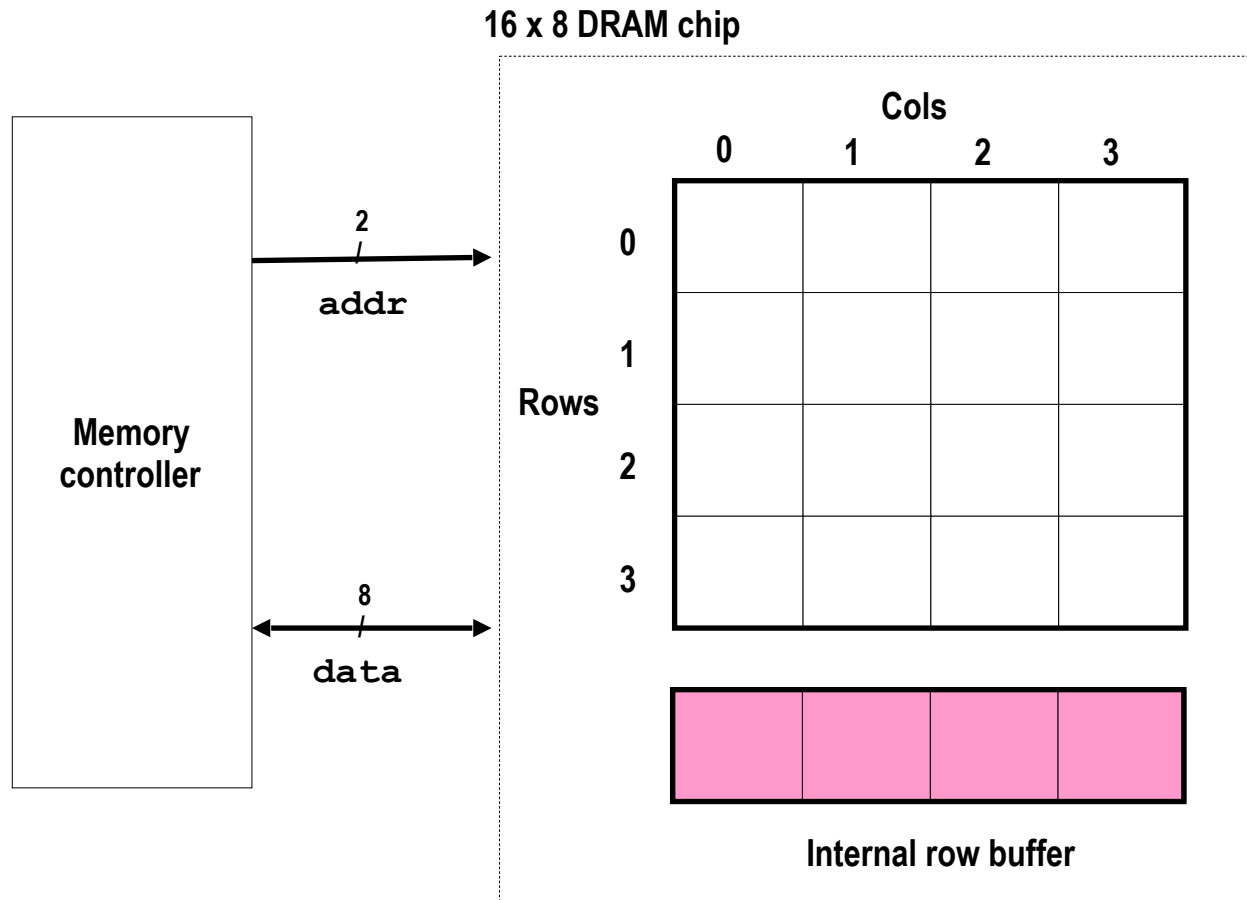 16 x 8 DRAM chip
Cols
0 1 2 3
2
0
addr
1
Rows
Memory
controller
2
3
8
data
Internal row buffer